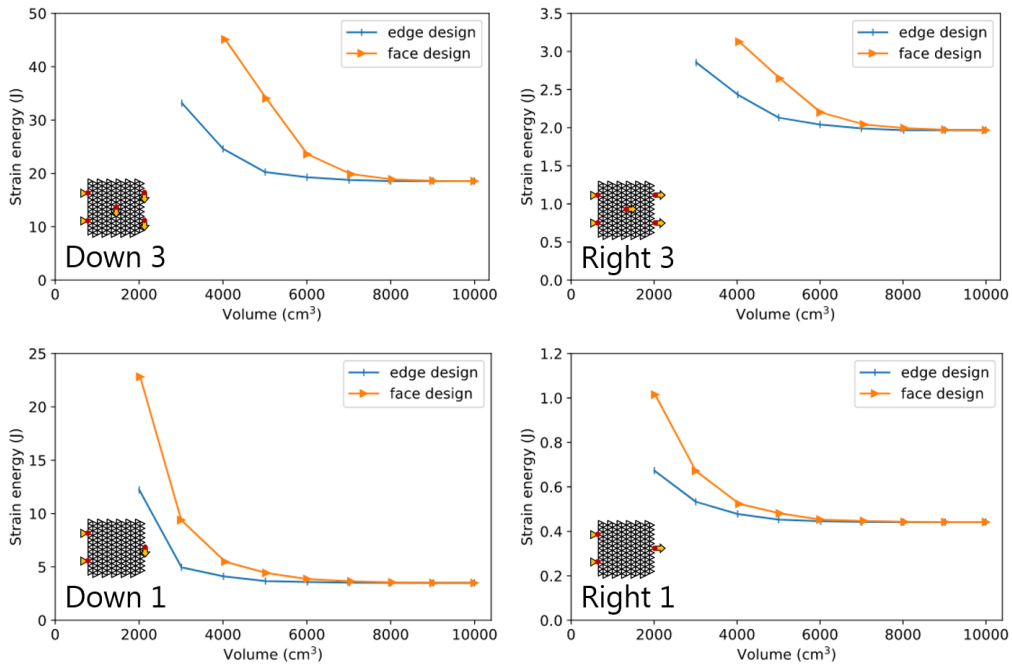 50
40
30
20
10
0
Strain energy (J)
edge design
face design
Down 3
0 2000 4000 6000 8000 10000
Volume (cm³)
3.5
3.0
2.5
2.0
1.5
1.0
0.5
0.0
Strain energy (J)
edge design
face design
Right 3
0 2000 4000 6000 8000 10000
Volume (cm³)
25
20
15
10
5
0
Strain energy (J)
edge design
face design
Down 1
0 2000 4000 6000 8000 10000
Volume (cm³)
1.2
1.0
0.8
0.6
0.4
0.2
0.0
Strain energy (J)
edge design
face design
Right 1
0 2000 4000 6000 8000 10000
Volume (cm³)